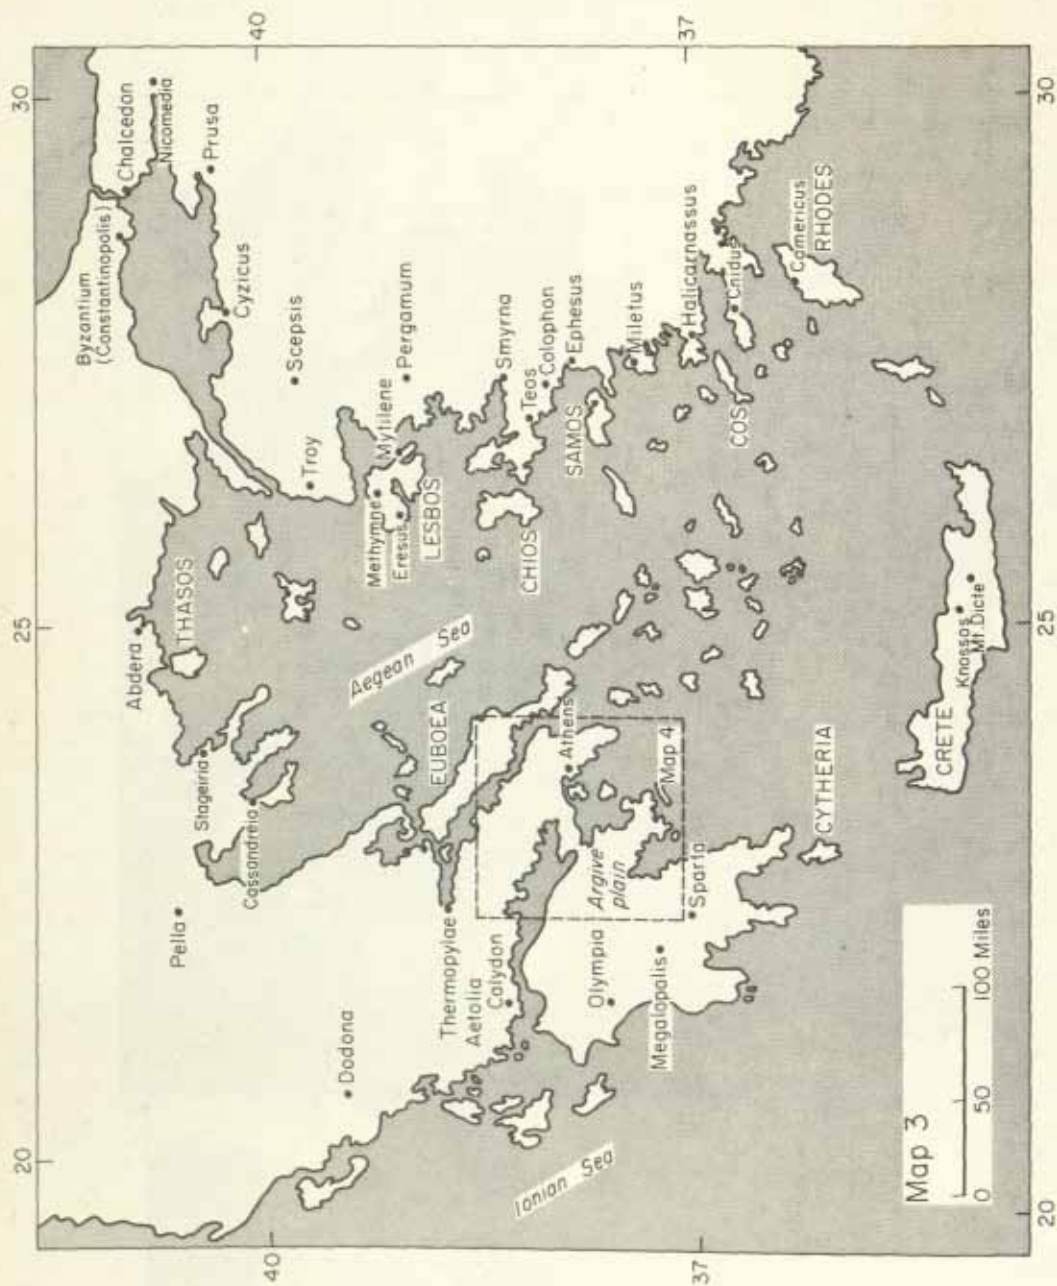 20
25
30
Byzantium
(Constantinopolis)
Chalcedon
Nicomedia
Prusa
Abdera
THASOS
Cyzicus
Stageiria
Pella
Cassandreia
40
40
Scepsis
Troy
Dodona
Methymne
Mytilene
Eresus
LESBOS
Pergamum
Aegean Sea
EUBOEA
Thermopylae
Aetolia
Calydon
CHIOS
Smyrna
Teos
Colophon
Ephesus
SAMOS
Athens
Argive
plain
Map 4
Olympia
Megalopolis
Sparta
Ionian Sea
Miletus
Halicarnassus
37
37
COS
Cnidus
Camericus
RHODES
CYTHERIA
CRETE
Knossos
Mt. Dicte
Map 3
0 50 100 Miles
20
25
30